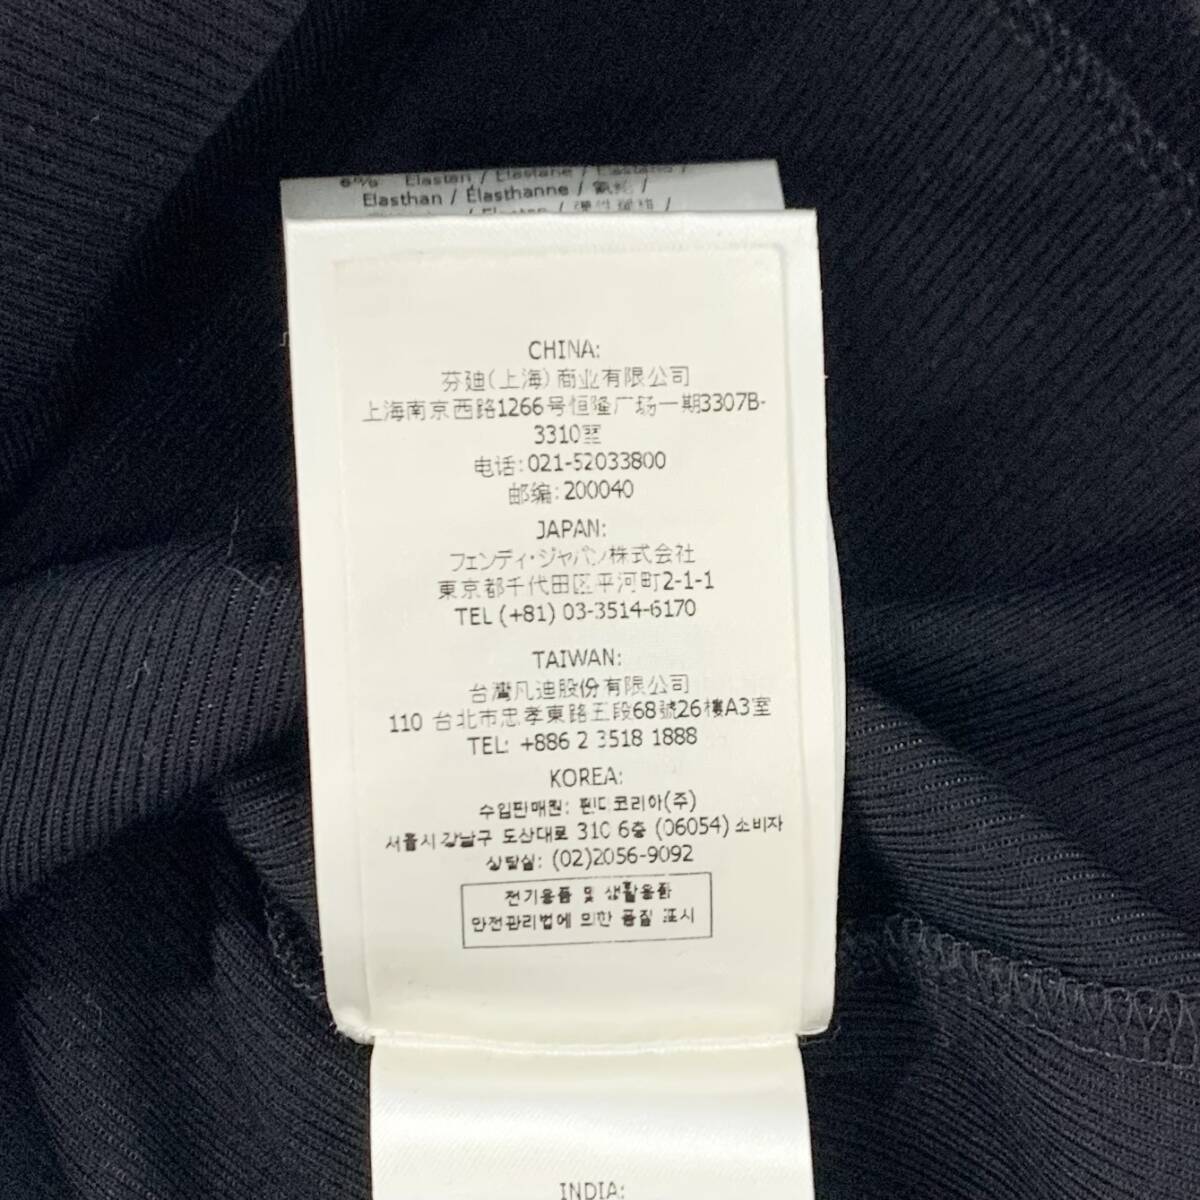 Elastan / Elastane / Elastano /
Elasthan / Élasthanne / 氨纶 /
CHINA:
芬迪(上海)商业有限公司
上海南京西路1266号恒隆广场一期3307B-
3310室
电话: 021-52033800
邮编: 200040
JAPAN:
フェンディ・ジャパン株式会社
東京都千代田区平河町2-1-1
TEL (+81) 03-3514-6170
TAIWAN:
台灣凡迪股份有限公司
110 台北市忠孝東路五段68號26樓A3室
TEL: +886 2 3518 1888
KOREA:
수입판매원: 펜디코리아(주)
서울시 강남구 도산대로 310 6층 (06054) 소비자
상담실: (02)2056-9092
전기용품 및 생활용품
안전관리법에 의한 품질 표시
INDIA: